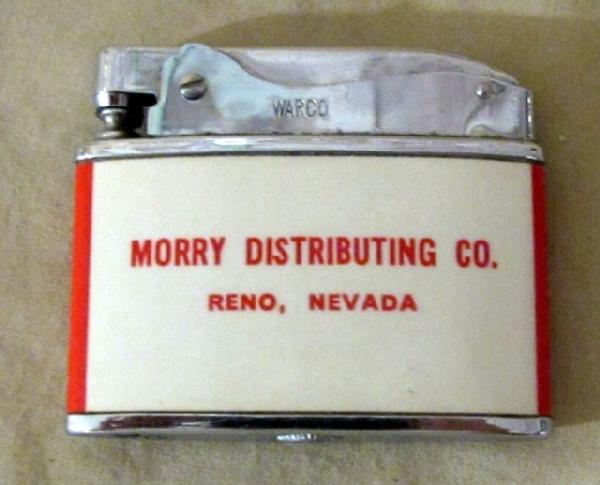 WARCO
MORRY DISTRIBUTING CO.
RENO, NEVADA